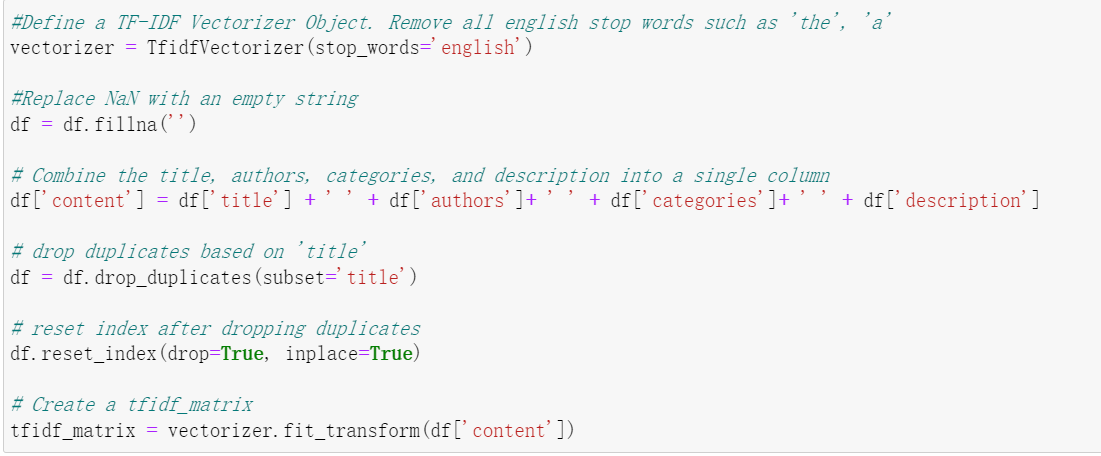 #Define a TF-IDF Vectorizer Object. Remove all english stop words such as 'the', 'a'
vectorizer = TfidfVectorizer(stop_words='english')
#Replace NaN with an empty string
df = df.fillna('')
# Combine the title, authors, categories, and description into a single column
df['content'] = df['title'] + ' ' + df['authors']+ ' ' + df['categories']+ ' ' + df['description']
# drop duplicates based on 'title'
df = df.drop_duplicates(subset='title')
# reset index after dropping duplicates
df.reset_index(drop=True, inplace=True)
# Create a tfidf_matrix
tfidf_matrix = vectorizer.fit_transform(df['content'])